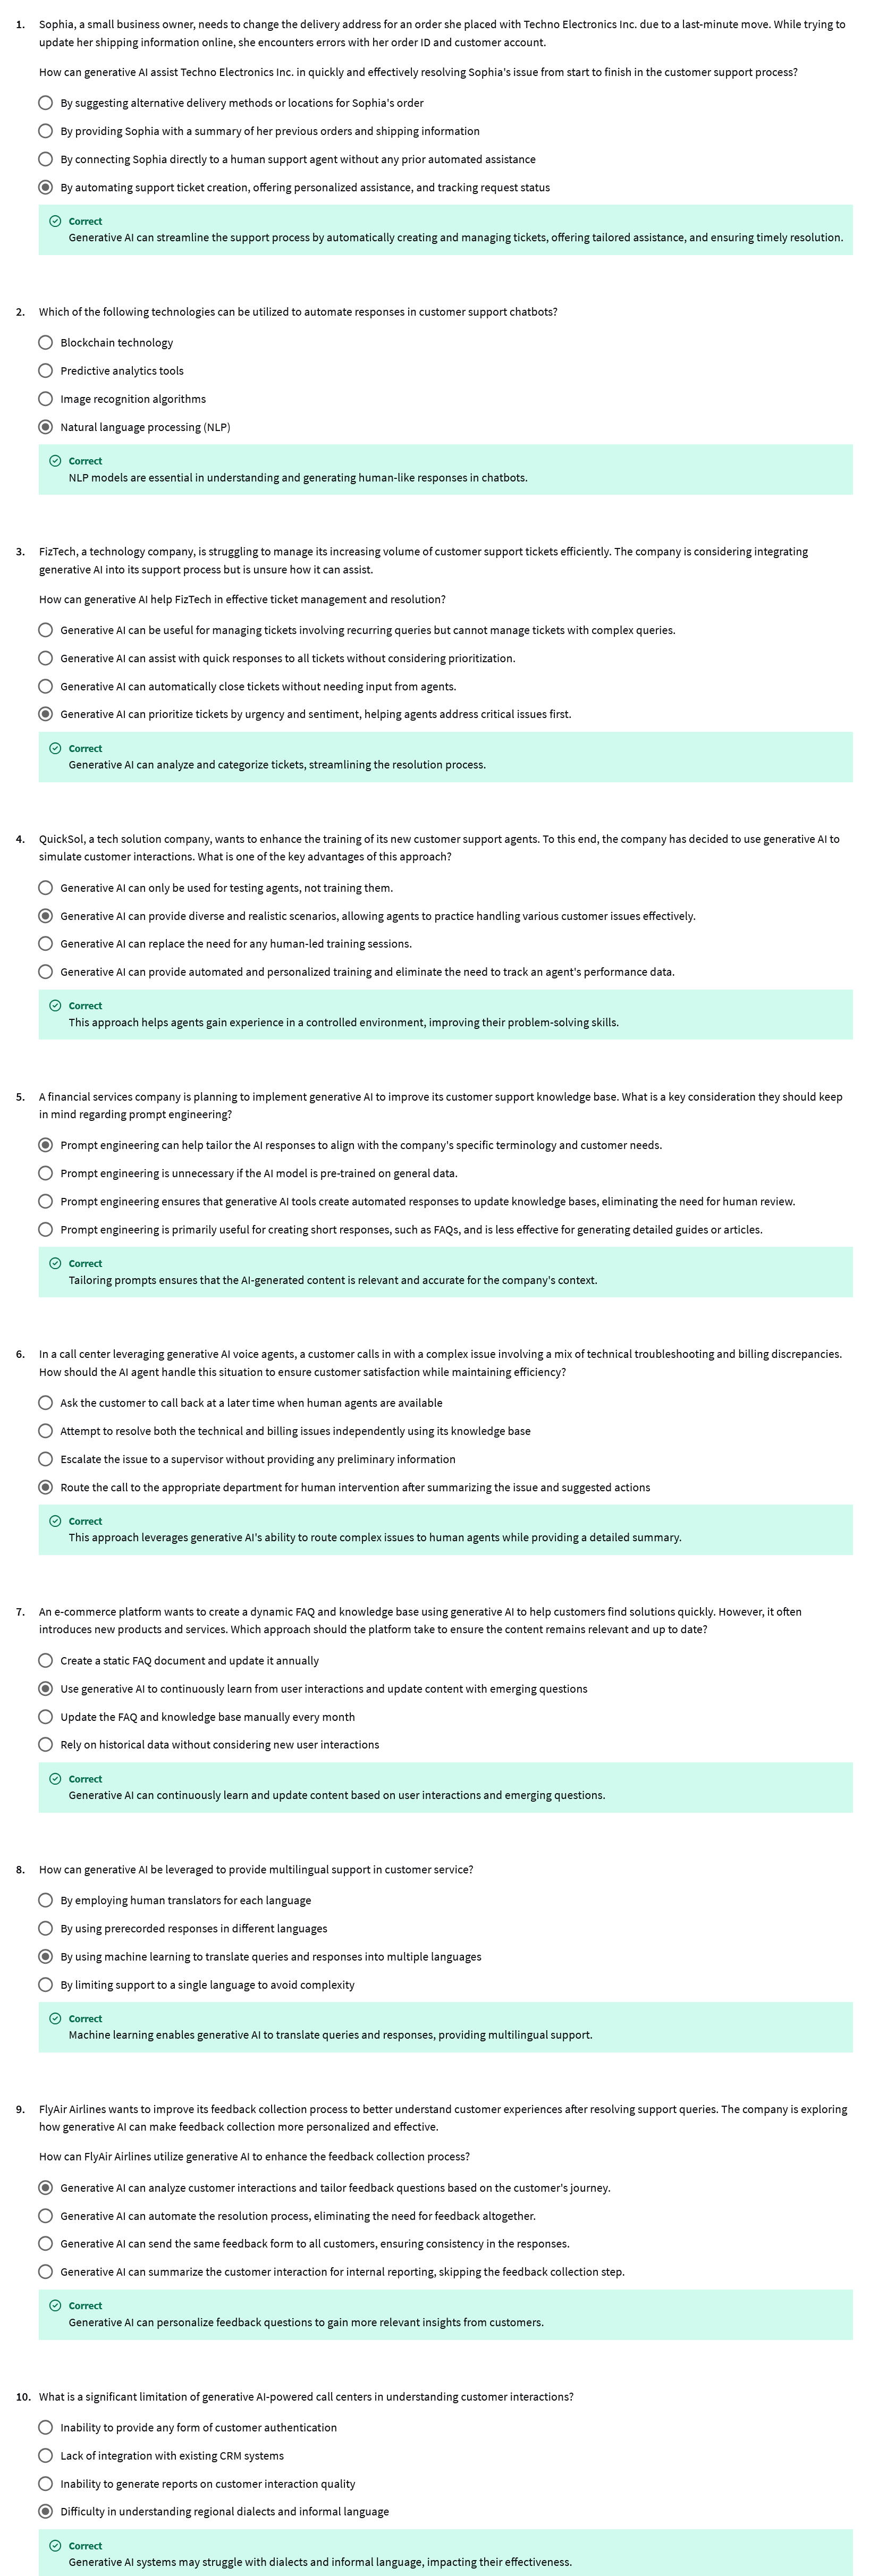 1. Sophia, a small business owner, needs to change the delivery address for an order she placed with Techno Electronics Inc. due to a last-minute move. While trying to
update her shipping information online, she encounters errors with her order ID and customer account.
How can generative AI assist Techno Electronics Inc. in quickly and effectively resolving Sophia's issue from start to finish in the customer support process?
By suggesting alternative delivery methods or locations for Sophia's order
By providing Sophia with a summary of her previous orders and shipping information
By connecting Sophia directly to a human support agent without any prior automated assistance
By automating support ticket creation, offering personalized assistance, and tracking request status
Correct
Generative AI can streamline the support process by automatically creating and managing tickets, offering tailored assistance, and ensuring timely resolution.
2. Which of the following technologies can be utilized to automate responses in customer support chatbots?
Blockchain technology
Predictive analytics tools
Image recognition algorithms
Natural language processing (NLP)
Correct
NLP models are essential in understanding and generating human-like responses in chatbots.
3. FizTech, a technology company, is struggling to manage its increasing volume of customer support tickets efficiently. The company is considering integrating
generative AI into its support process but is unsure how it can assist.
How can generative AI help FizTech in effective ticket management and resolution?
Generative AI can be useful for managing tickets involving recurring queries but cannot manage tickets with complex queries.
Generative AI can assist with quick responses to all tickets without considering prioritization.
Generative AI can automatically close tickets without needing input from agents.
Generative AI can prioritize tickets by urgency and sentiment, helping agents address critical issues first.
Correct
Generative AI can analyze and categorize tickets, streamlining the resolution process.
4. QuickSol, a tech solution company, wants to enhance the training of its new customer support agents. To this end, the company has decided to use generative AI to
simulate customer interactions. What is one of the key advantages of this approach?
Generative AI can only be used for testing agents, not training them.
Generative AI can provide diverse and realistic scenarios, allowing agents to practice handling various customer issues effectively.
Generative AI can replace the need for any human-led training sessions.
Generative AI can provide automated and personalized training and eliminate the need to track an agent's performance data.
Correct
This approach helps agents gain experience in a controlled environment, improving their problem-solving skills.
5. A financial services company is planning to implement generative AI to improve its customer support knowledge base. What is a key consideration they should keep
in mind regarding prompt engineering?
Prompt engineering can help tailor the AI responses to align with the company's specific terminology and customer needs.
Prompt engineering is unnecessary if the AI model is pre-trained on general data.
Prompt engineering ensures that generative AI tools create automated responses to update knowledge bases, eliminating the need for human review.
Prompt engineering is primarily useful for creating short responses, such as FAQs, and is less effective for generating detailed guides or articles.
Correct
Tailoring prompts ensures that the AI-generated content is relevant and accurate for the company's context.
6. In a call center leveraging generative AI voice agents, a customer calls in with a complex issue involving a mix of technical troubleshooting and billing discrepancies.
How should the AI agent handle this situation to ensure customer satisfaction while maintaining efficiency?
Ask the customer to call back at a later time when human agents are available
Attempt to resolve both the technical and billing issues independently using its knowledge base
Escalate the issue to a supervisor without providing any preliminary information
Route the call to the appropriate department for human intervention after summarizing the issue and suggested actions
Correct
This approach leverages generative AI's ability to route complex issues to human agents while providing a detailed summary.
7. An e-commerce platform wants to create a dynamic FAQ and knowledge base using generative AI to help customers find solutions quickly. However, it often
introduces new products and services. Which approach should the platform take to ensure the content remains relevant and up to date?
Create a static FAQ document and update it annually
Use generative AI to continuously learn from user interactions and update content with emerging questions
Update the FAQ and knowledge base manually every month
Rely on historical data without considering new user interactions
Correct
Generative AI can continuously learn and update content based on user interactions and emerging questions.
8. How can generative AI be leveraged to provide multilingual support in customer service?
By employing human translators for each language
By using prerecorded responses in different languages
By using machine learning to translate queries and responses into multiple languages
By limiting support to a single language to avoid complexity
Correct
Machine learning enables generative AI to translate queries and responses, providing multilingual support.
9. FlyAir Airlines wants to improve its feedback collection process to better understand customer experiences after resolving support queries. The company is exploring
how generative AI can make feedback collection more personalized and effective.
How can FlyAir Airlines utilize generative AI to enhance the feedback collection process?
Generative AI can analyze customer interactions and tailor feedback questions based on the customer's journey.
Generative AI can automate the resolution process, eliminating the need for feedback altogether.
Generative AI can send the same feedback form to all customers, ensuring consistency in the responses.
Generative AI can summarize the customer interaction for internal reporting, skipping the feedback collection step.
Correct
Generative AI can personalize feedback questions to gain more relevant insights from customers.
10. What is a significant limitation of generative AI-powered call centers in understanding customer interactions?
Inability to provide any form of customer authentication
Lack of integration with existing CRM systems
Inability to generate reports on customer interaction quality
Difficulty in understanding regional dialects and informal language
Correct
Generative AI systems may struggle with dialects and informal language, impacting their effectiveness.